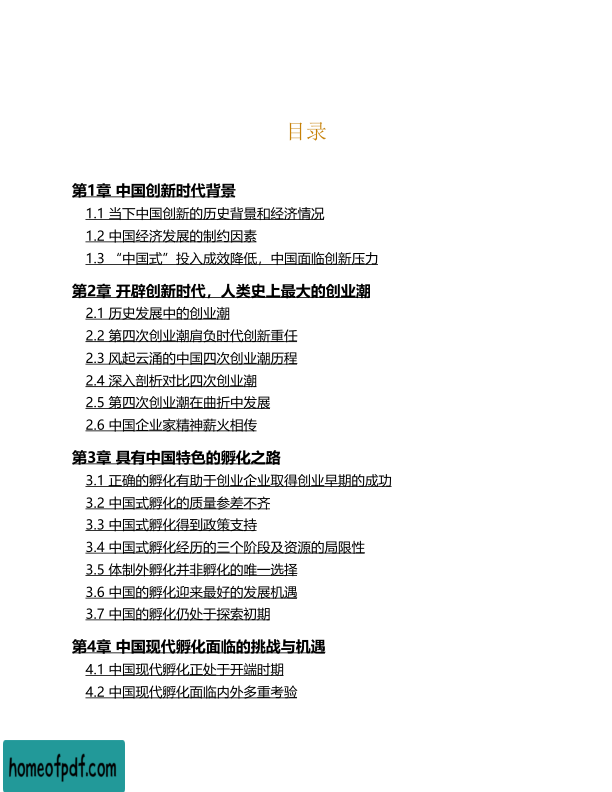 目录
第1章 中国创新时代背景
1.1 当下中国创新的历史背景和经济情况
1.2 中国经济发展的制约因素
1.3 “中国式”投入成效降低，中国面临创新压力
第2章 开辟创新时代，人类史上最大的创业潮
2.1 历史发展中的创业潮
2.2 第四次创业潮肩负时代创新重任
2.3 风起云涌的中国四次创业潮历程
2.4 深入剖析对比四次创业潮
2.5 第四次创业潮在曲折中发展
2.6 中国企业家精神薪火相传
第3章 具有中国特色的孵化之路
3.1 正确的孵化有助于创业企业取得创业早期的成功
3.2 中国式孵化的质量参差不齐
3.3 中国式孵化得到政策支持
3.4 中国式孵化经历的三个阶段及资源的局限性
3.5 体制外孵化并非孵化的唯一选择
3.6 中国的孵化迎来最好的发展机遇
3.7 中国的孵化仍处于探索初期
第4章 中国现代孵化面临的挑战与机遇
4.1 中国现代孵化正处于开端时期
4.2 中国现代孵化面临内外多重考验
homeofpdf.com